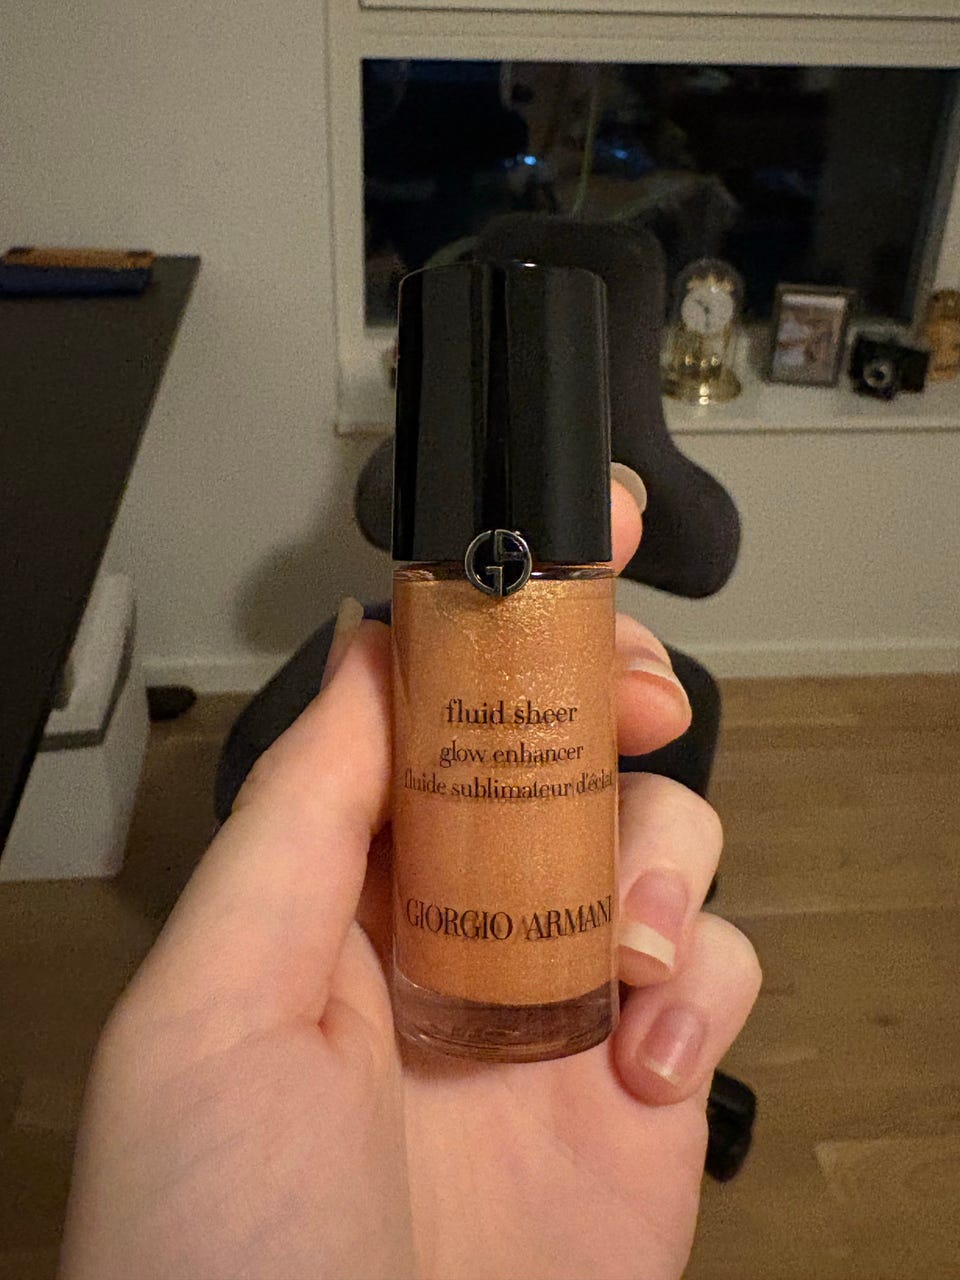 fluid sheer
glow enhancer
fluide sublimateur d'éclat
GIORGIO ARMANI